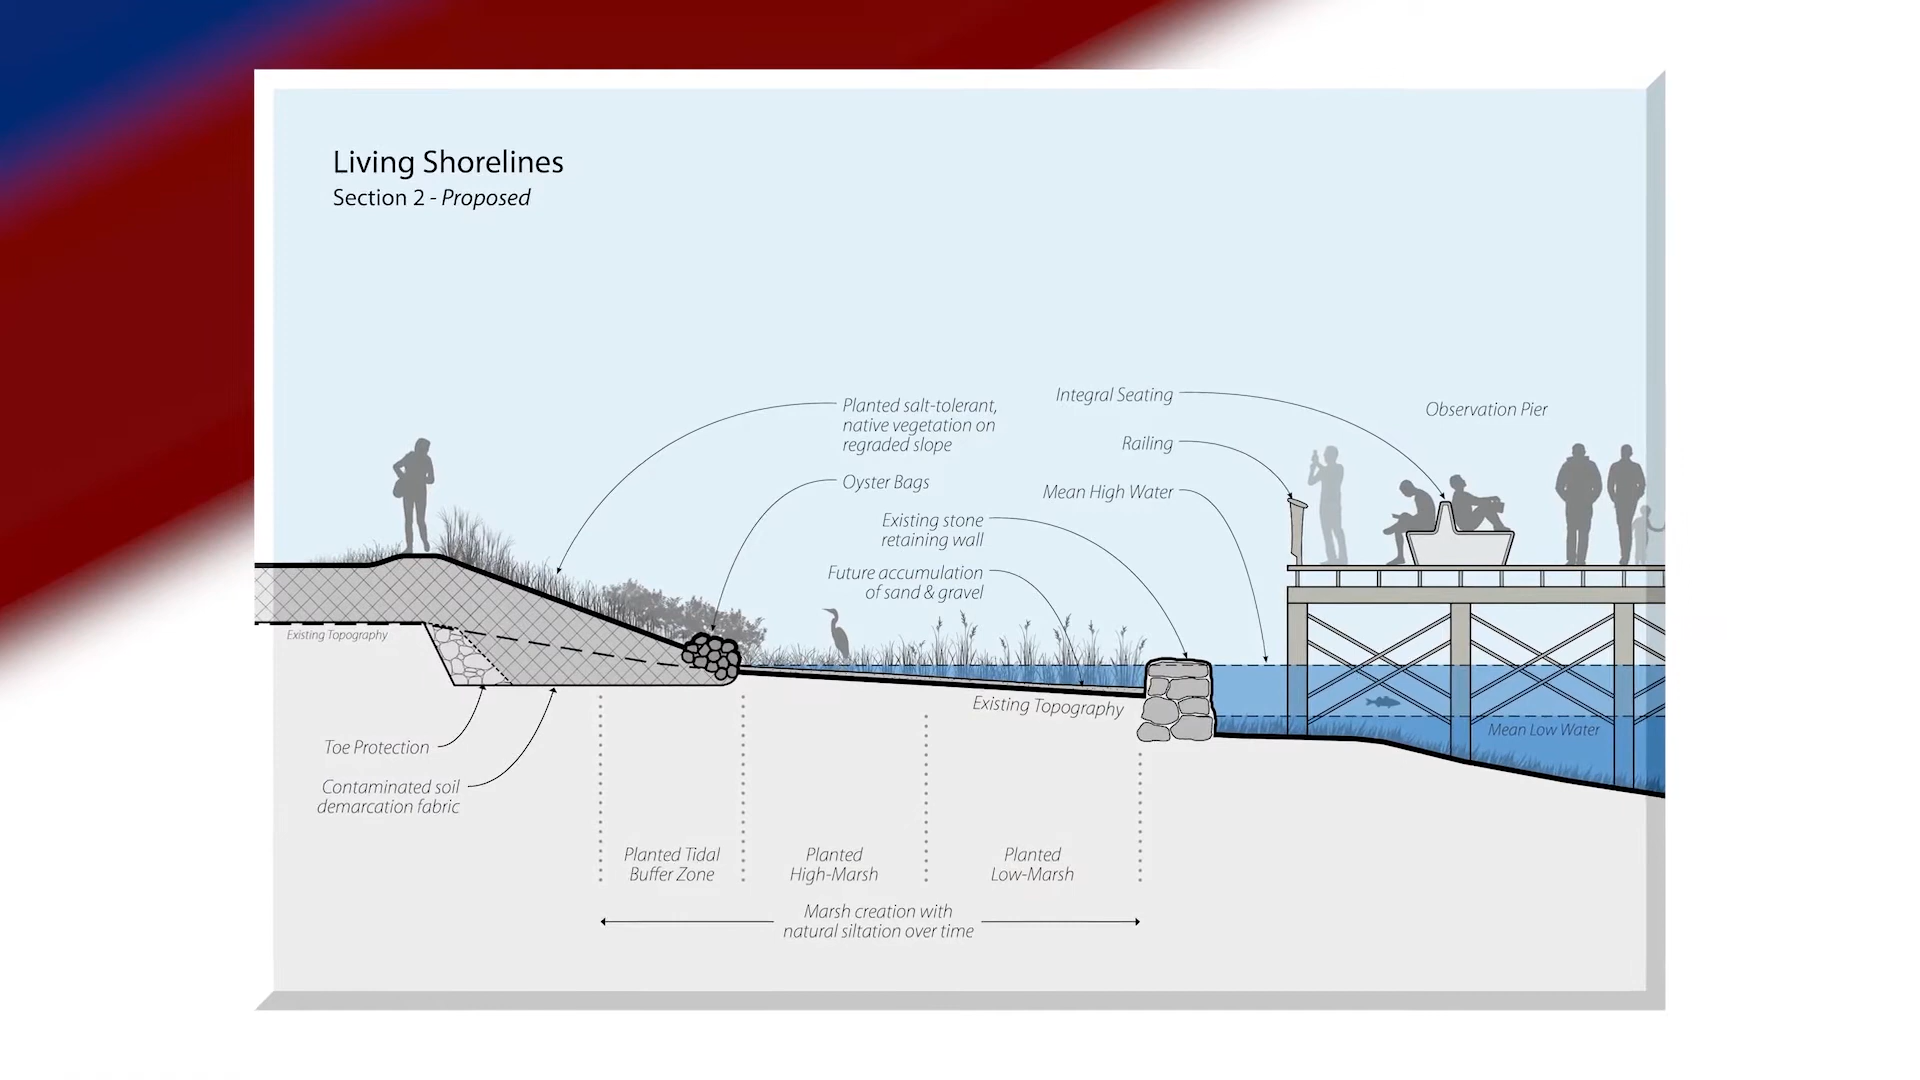 Living Shorelines
Section 2 - Proposed
Planted salt-tolerant,
native vegetation on
regraded slope
Oyster Bags
Existing stone
retaining wall
Future accumulation
of sand & gravel
Integral Seating
Railing
Mean High Water
Observation Pier
Existing Topography
Existing Topography
Mean Low Water
Toe Protection
Contaminated soil
demarcation fabric
Planted Tidal
Buffer Zone
Planted
High-Marsh
Planted
Low-Marsh
Marsh creation with
natural siltation over time